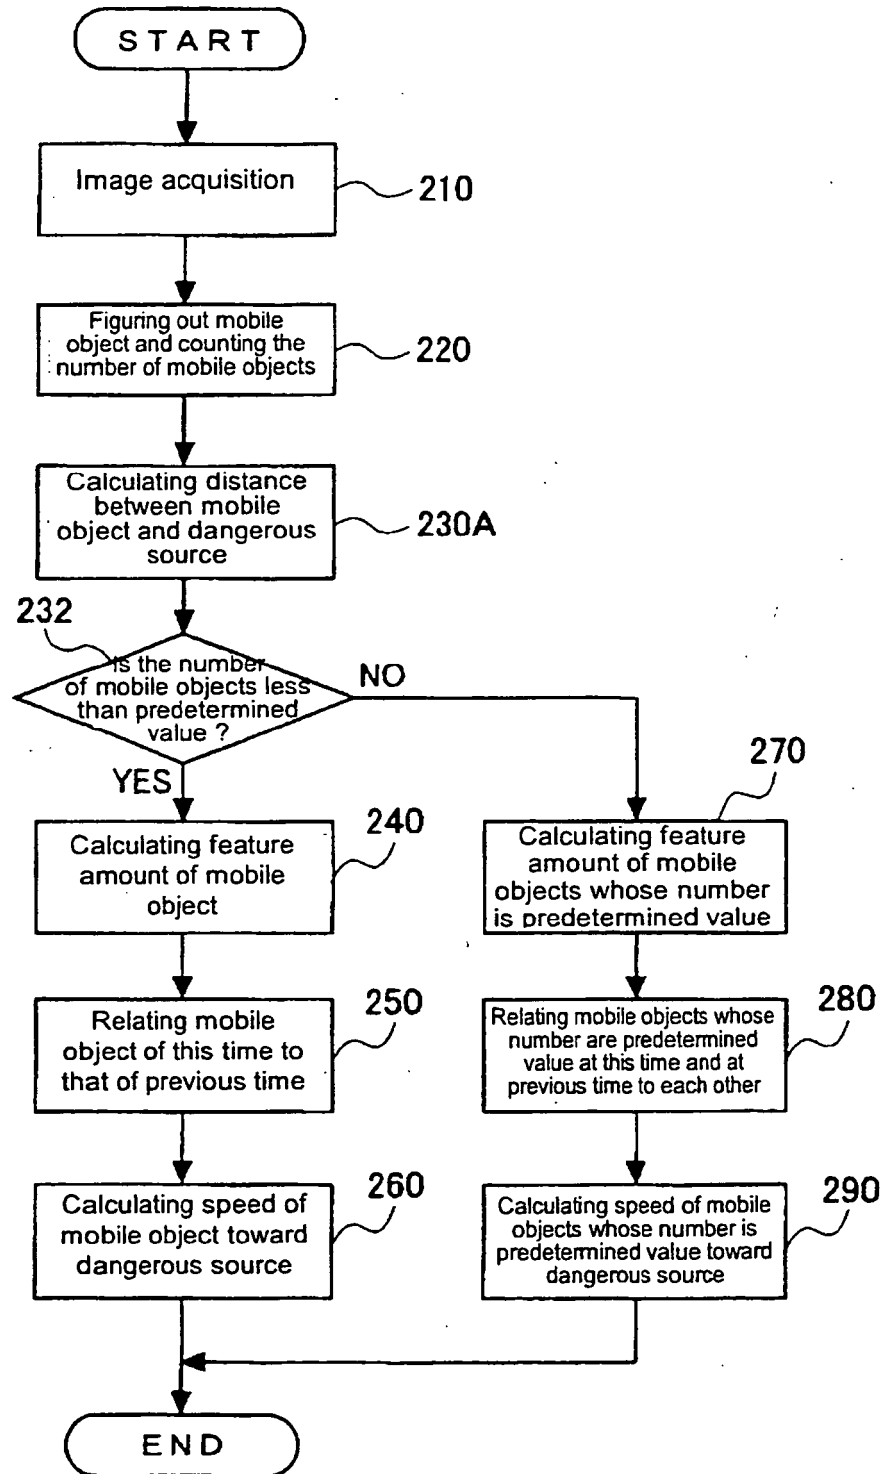 START
Image acquisition
210
Figuring out mobile
object and counting the
number of mobile objects
220
Calculating distance
between mobile
object and dangerous
source
230A
232
Is the number
of mobile objects less
than predetermined
value ?
NO
YES
240
Calculating feature
amount of mobile
object
270
Calculating feature
amount of mobile
objects whose number
is predetermined value
250
Relating mobile
object of this time to
that of previous time
280
Relating mobile objects whose
number are predetermined
value at this time and at
previous time to each other
260
Calculating speed of
mobile object toward
dangerous source
290
Calculating speed of mobile
objects whose number is
predetermined value toward
dangerous source
END